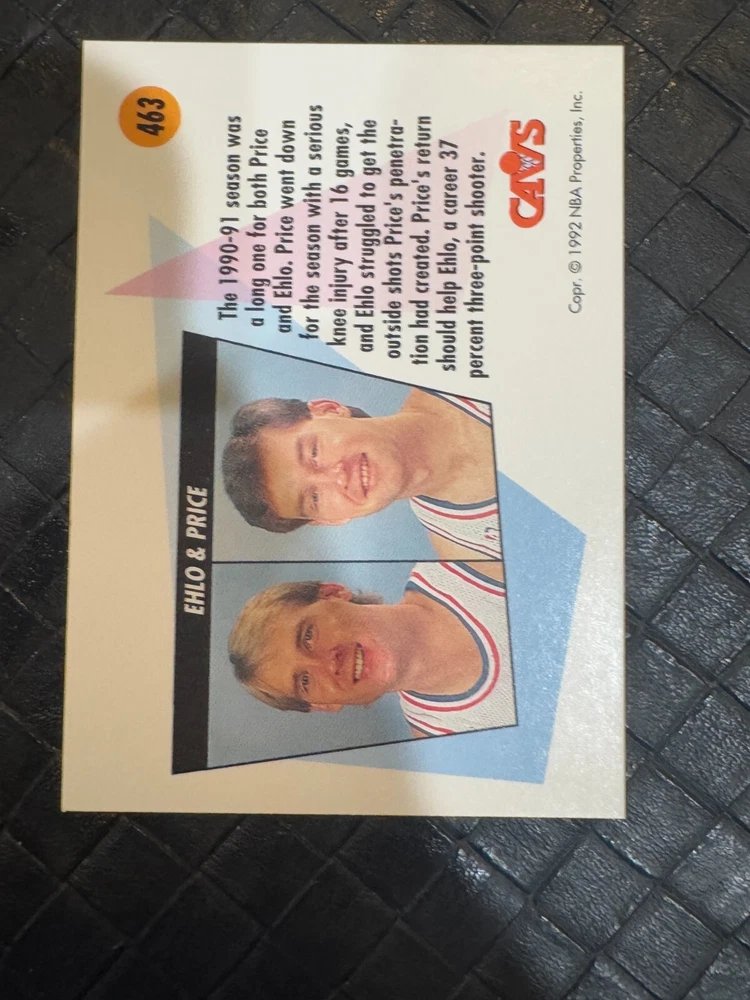 463
EHLO & PRICE
The 1990-91 season was
a long one for both Price
and Ehlo. Price went down
for the season with a serious
knee injury after 16 games,
and Ehlo struggled to get the
outside shots Price's penetra-
tion had created. Price's return
should help Ehlo, a career 37
percent three-point shooter.
CAVS
Copr. © 1992 NBA Properties, Inc.